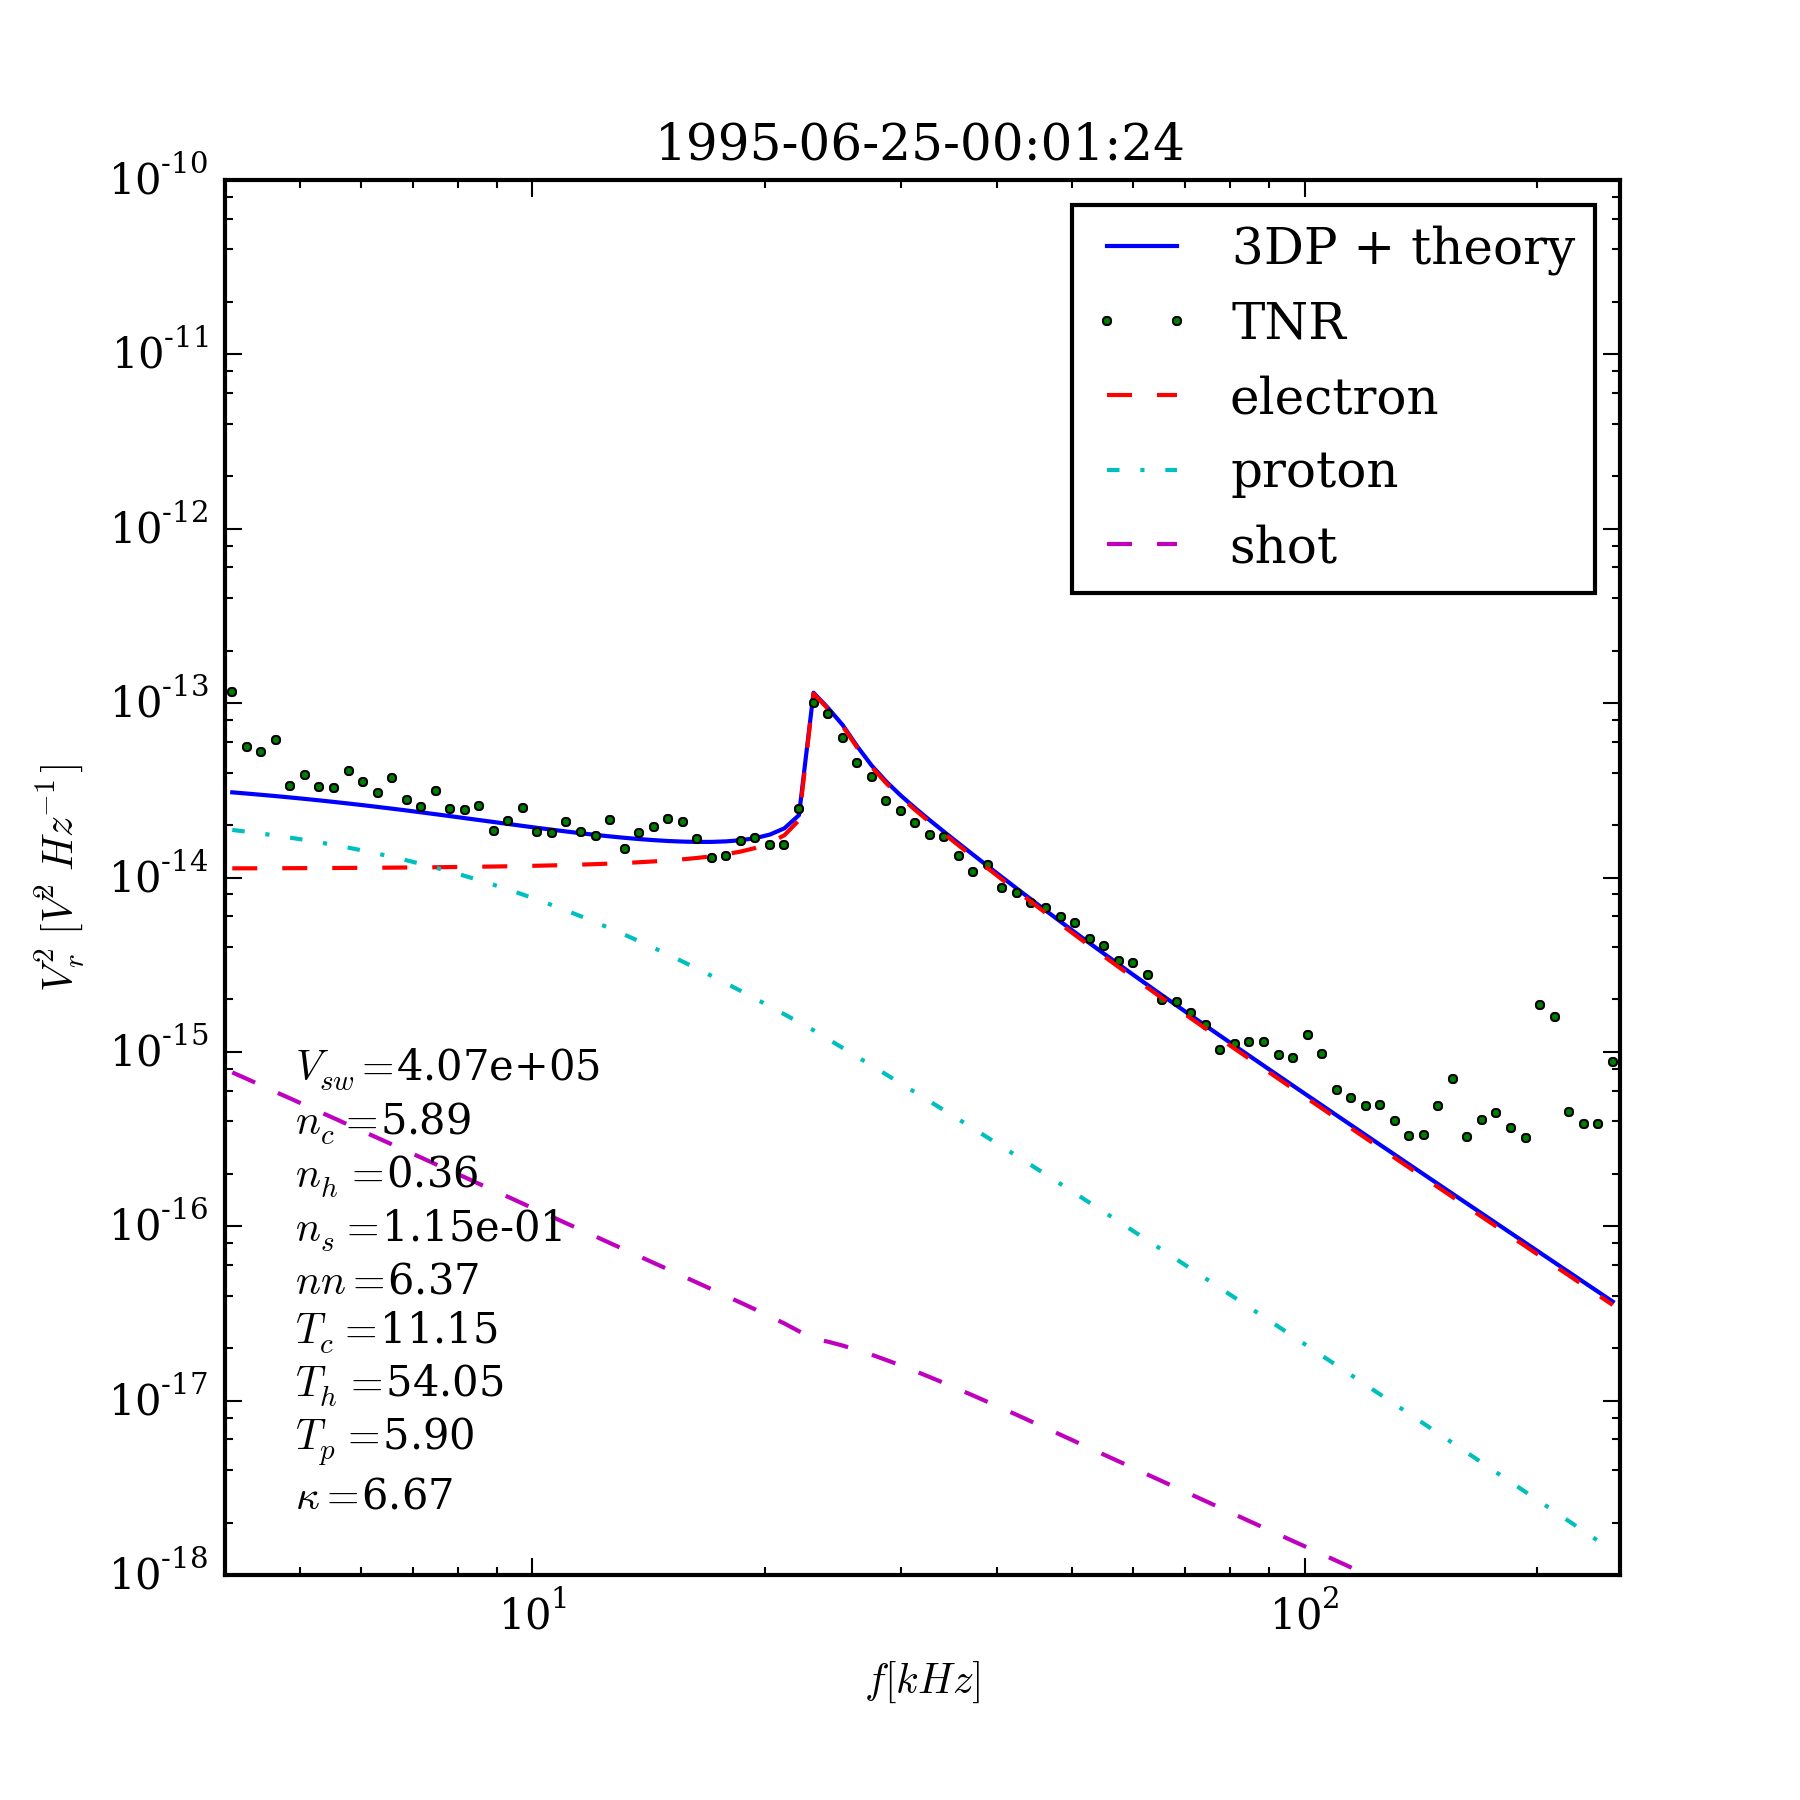 1995-06-25-00:01:24
10^-10
10^-11
10^-12
10^-13
10^-14
10^-15
10^-16
10^-17
10^-18
V_r^2 [V^2 Hz^-1]
3DP + theory
TNR
electron
proton
shot
V_sw=4.07e+05
n_c=5.89
n_h=0.36
n_s=1.15e-01
nn=6.37
T_c=11.15
T_h=54.05
T_p=5.90
κ=6.67
10^1 10^2
f[kHz]